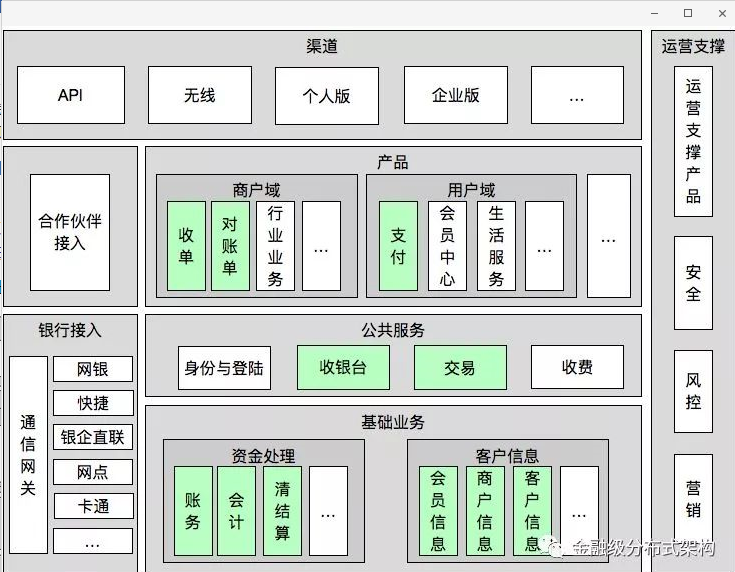 渠道
API
无线
个人版
企业版
...
合作伙伴
接入
产品
商户域
收单
对账单
行业业务
...
用户域
支付
会员中心
生活服务
...
...
银行接入
通信网关
网银
快捷
银企直联
网点
卡通
...
公共服务
身份与登陆
收银台
交易
收费
基础业务
资金处理
账务
会计
清结算
...
客户信息
会员信息
商户信息
客户信息
...
运营支撑
运营支撑产品
安全
风控
营销
金融级分布式架构